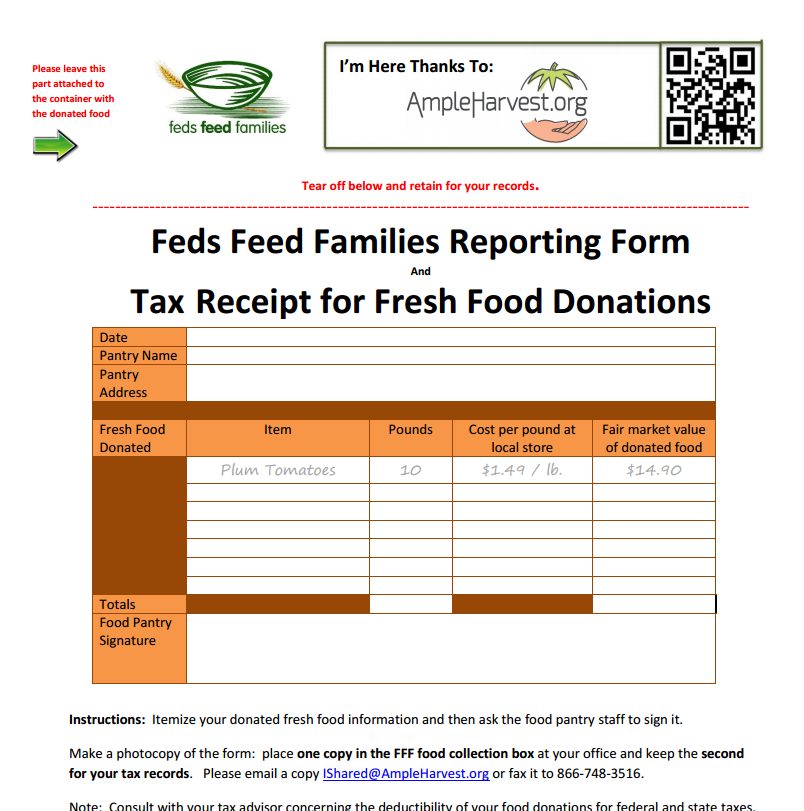 Please leave this
part attached to
the container with
the donated food
feds feed families
I'm Here Thanks To:
AmpleHarvest.org
Tear off below and retain for your records.
Feds Feed Families Reporting Form
And
Tax Receipt for Fresh Food Donations
Date
Pantry Name
Pantry
Address
Fresh Food Item Pounds Cost per pound at Fair market value
Donated local store of donated food
Plum Tomatoes 10 $1.49 / lb. $14.90
Totals
Food Pantry
Signature
Instructions: Itemize your donated fresh food information and then ask the food pantry staff to sign it.
Make a photocopy of the form: place one copy in the FFF food collection box at your office and keep the second
for your tax records. Please email a copy IShared@AmpleHarvest.org or fax it to 866-748-3516.
Note: Consult with your tax advisor concerning the deductibility of your food donations for federal and state taxes.